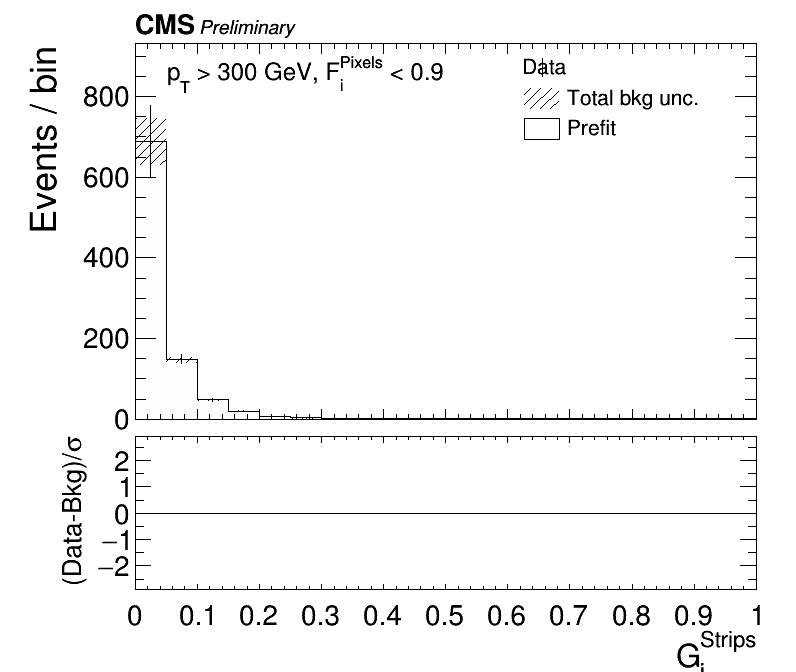 CMS Preliminary
p_T > 300 GeV, F_i^Pixels < 0.9
Data
Total bkg unc.
Prefit
Events / bin
800
600
400
200
0
(Data-Bkg)/σ
2
1
0
−1
−2
0 0.1 0.2 0.3 0.4 0.5 0.6 0.7 0.8 0.9 1
G_i^Strips